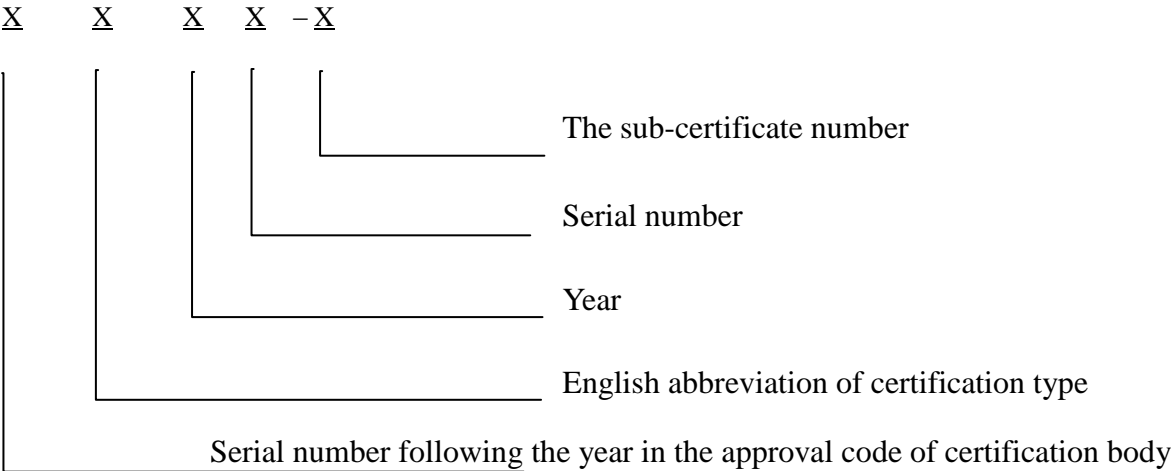 X X X X – X
The sub-certificate number
Serial number
Year
English abbreviation of certification type
Serial number following the year in the approval code of certification body